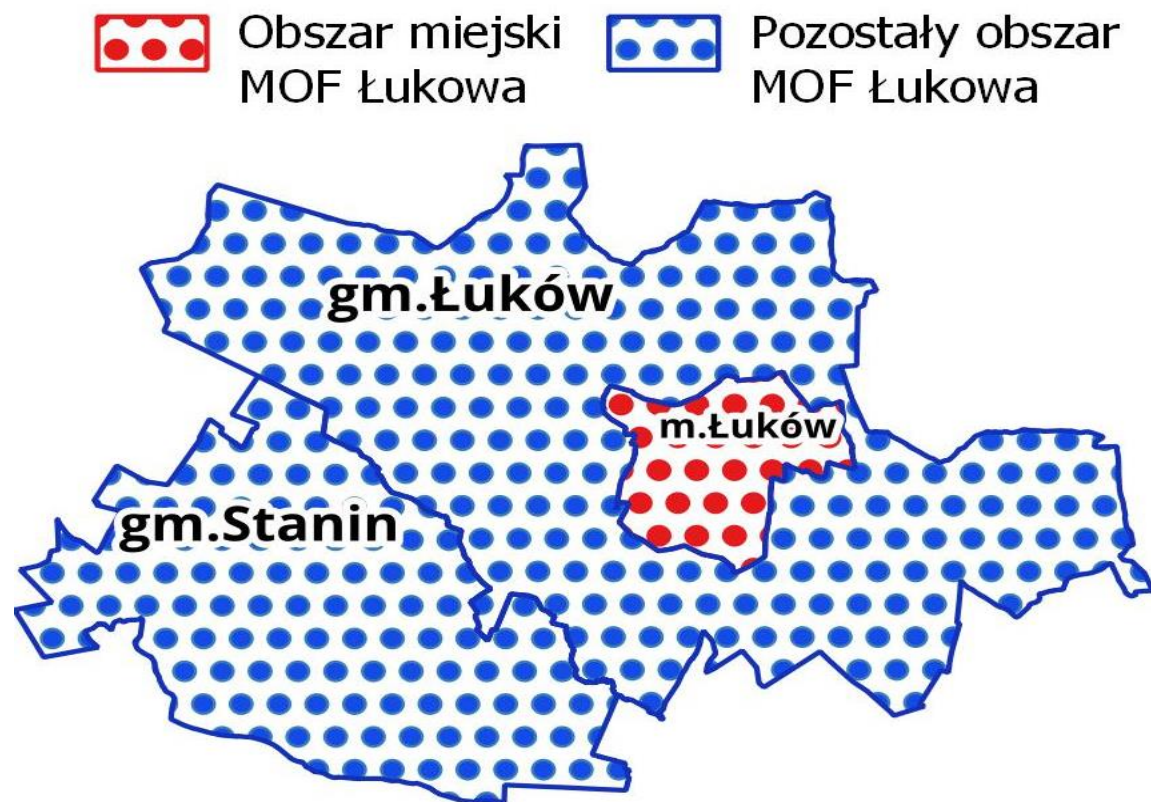 Obszar miejski
MOF Łukowa
Pozostały obszar
MOF Łukowa
gm.Łuków
m.Łuków
gm.Stanin